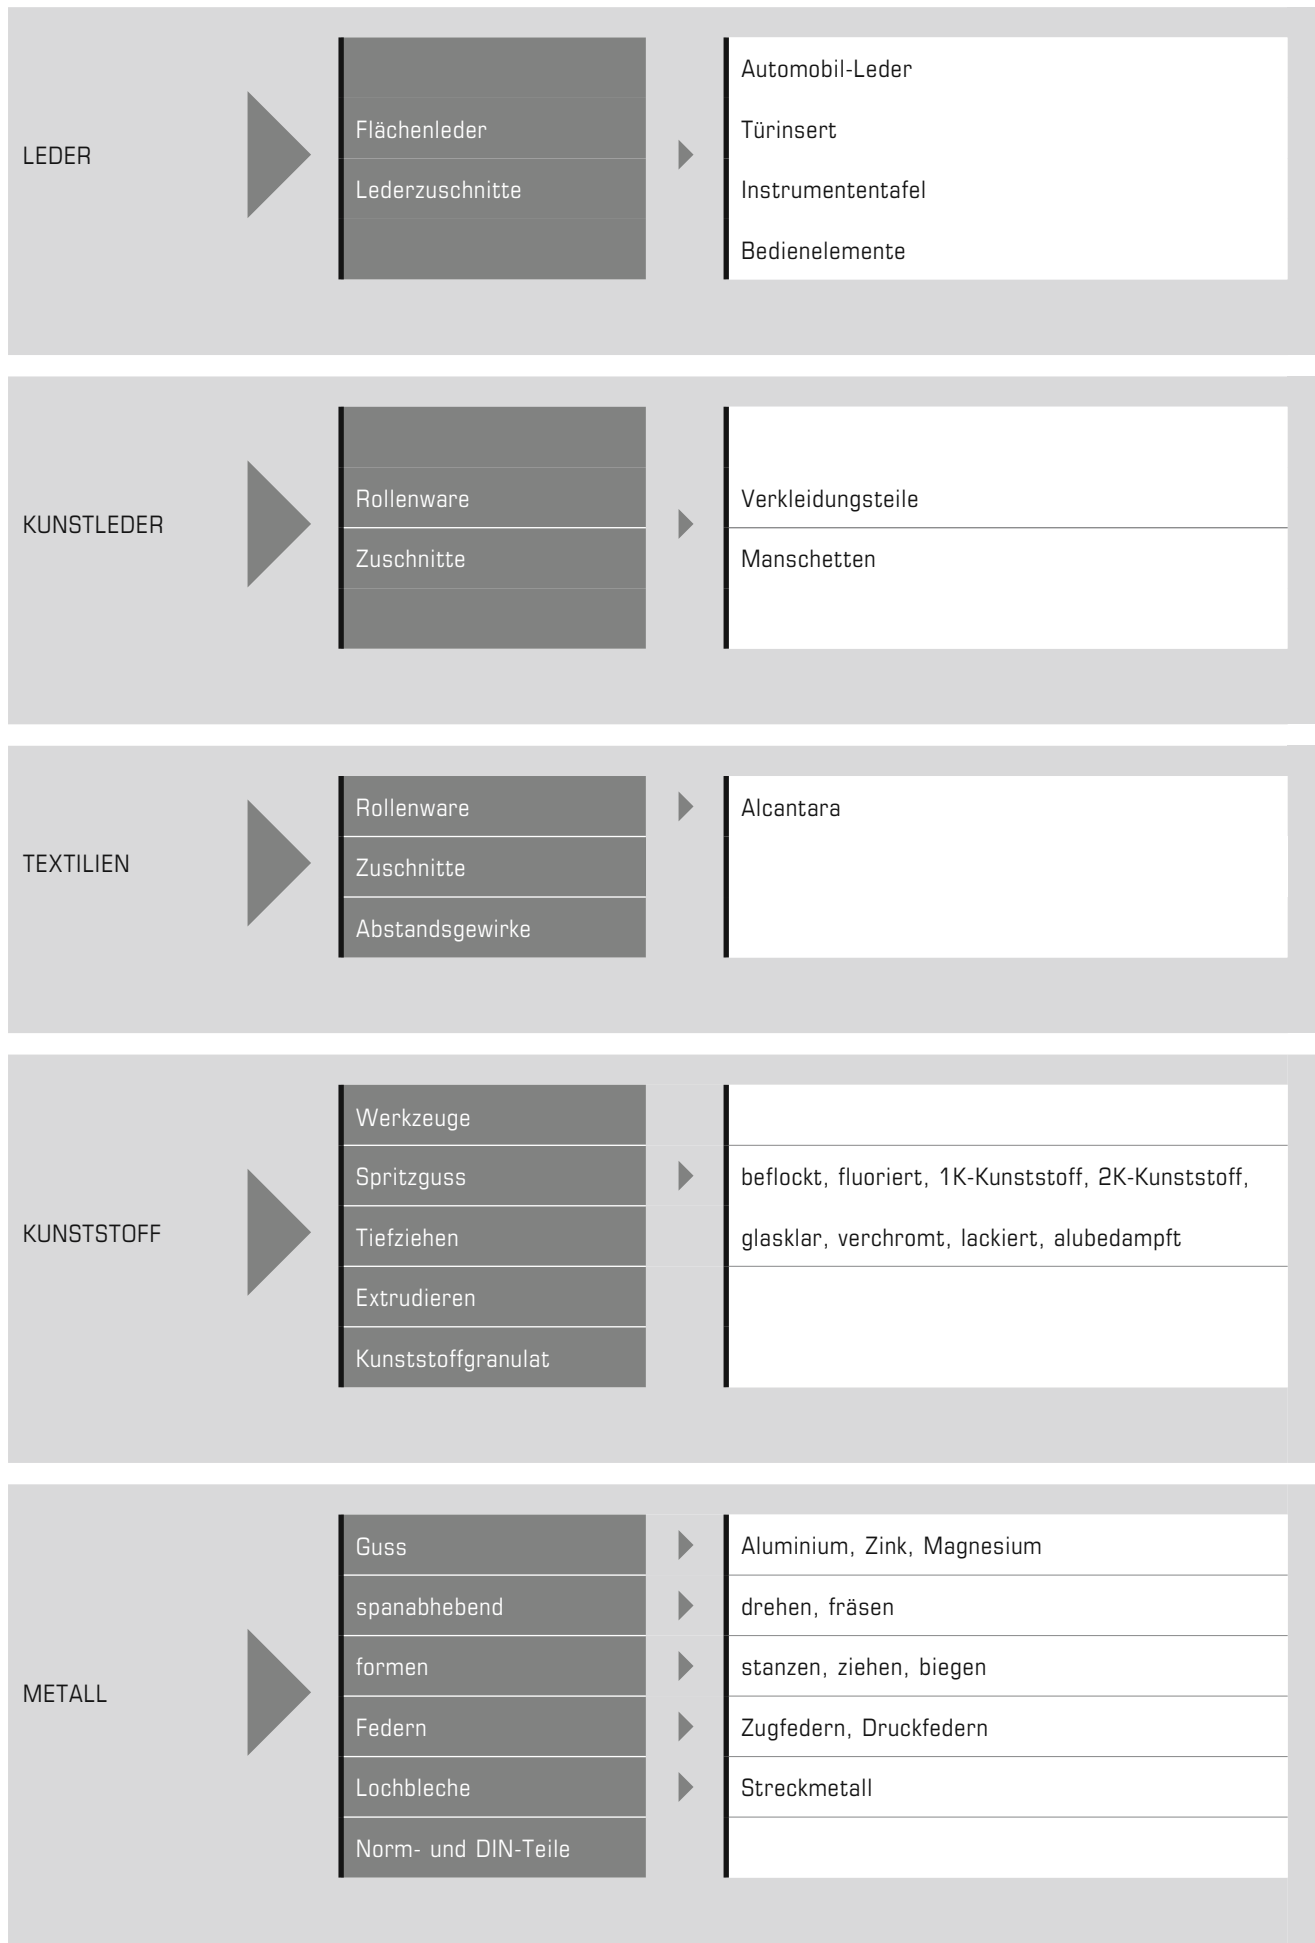 LEDER
Flächenleder
Lederzuschnitte
Automobil-Leder
Türinsert
Instrumententafel
Bedienelemente
KUNSTLEDER
Rollenware
Zuschnitte
Verkleidungsteile
Manschetten
TEXTILIEN
Rollenware
Zuschnitte
Abstandsgewirke
Alcantara
KUNSTSTOFF
Werkzeuge
Spritzguss
Tiefziehen
Extrudieren
Kunststoffgranulat
beflockt, fluoriert, 1K-Kunststoff, 2K-Kunststoff,
glasklar, verchromt, lackiert, alubedampft
METALL
Guss
Aluminium, Zink, Magnesium
spanabhebend
drehen, fräsen
formen
stanzen, ziehen, biegen
Federn
Zugfedern, Druckfedern
Lochbleche
Streckmetall
Norm- und DIN-Teile